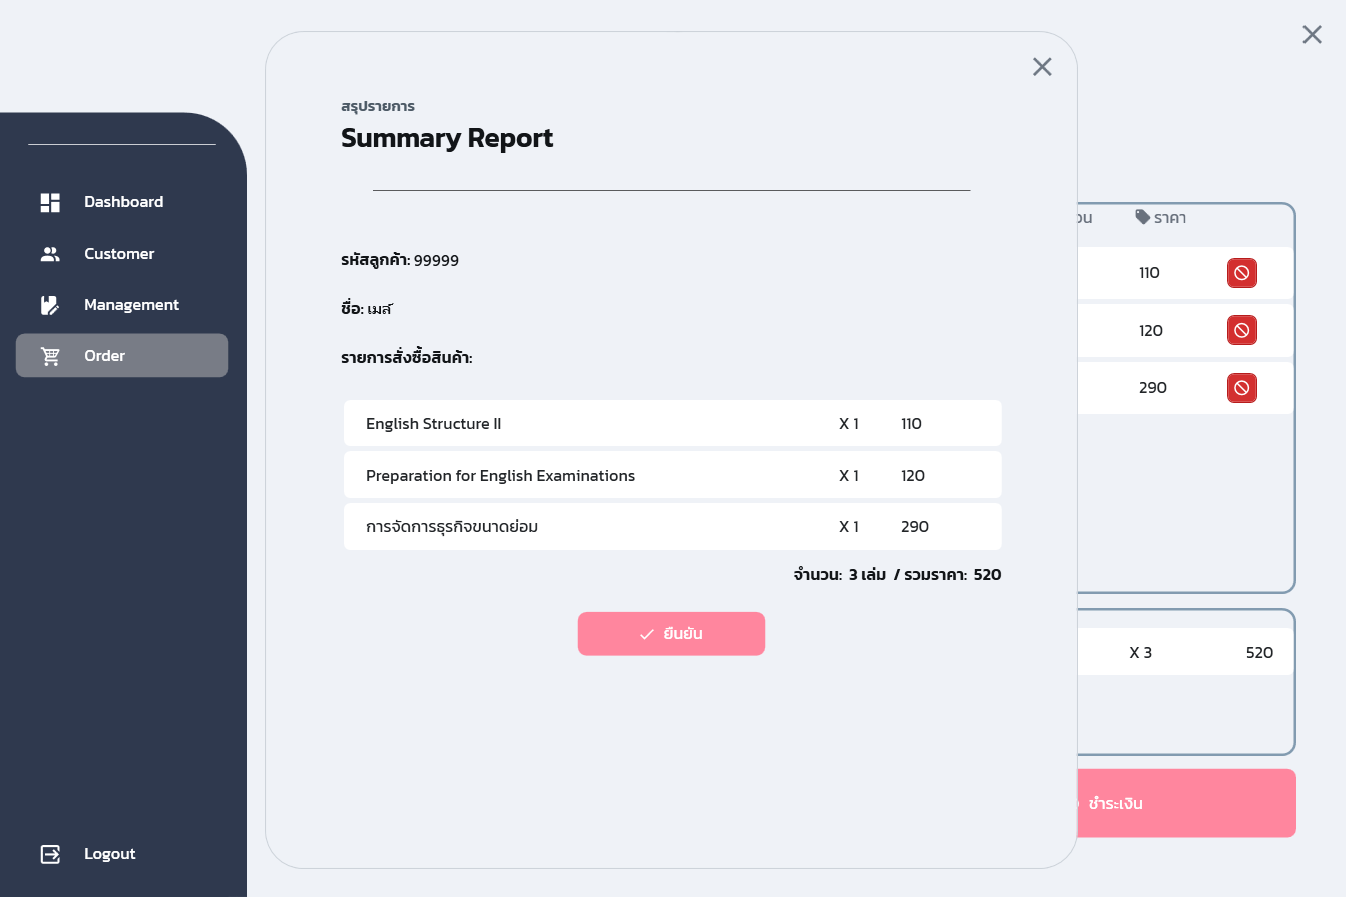 Dashboard
Customer
Management
Order
Logout
สรุปรายการ
Summary Report
รหัสลูกค้า: 99999
ชื่อ: เมล์
รายการสั่งซื้อสินค้า:
English Structure II X 1 110
Preparation for English Examinations X 1 120
การจัดการธุรกิจขนาดย่อม X 1 290
จำนวน: 3 เล่ม / รวมราคา: 520
ยืนยัน
ราคา
110
120
290
X 3 520
ชำระเงิน